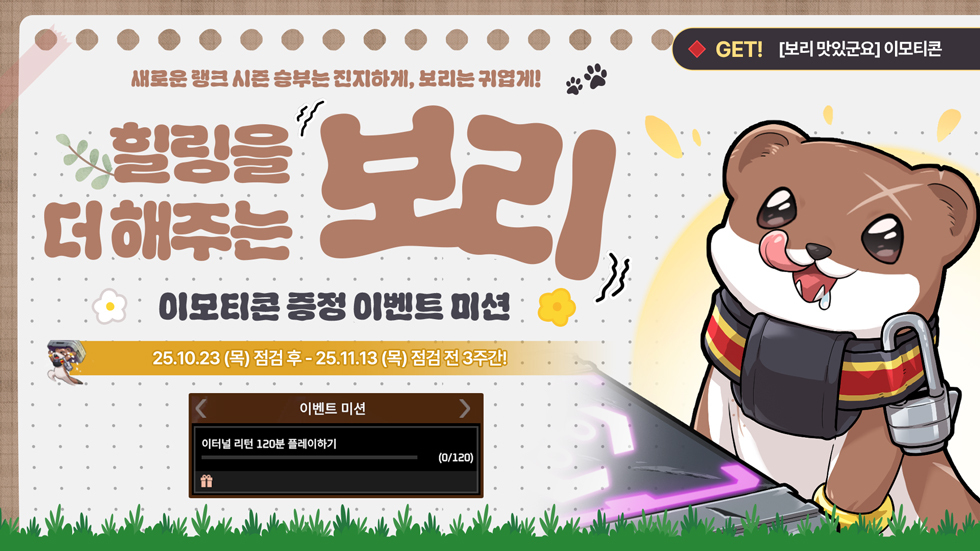 GET! [보리 맛있군요] 이모티콘
새로운 랭크 시즌 승부는 진지하게, 보리는 귀엽게!
힐링을
더 해주는
보리
이모티콘 증정 이벤트 미션
25.10.23 (목) 점검 후 - 25.11.13 (목) 점검 전 3주간!
이벤트 미션
이터널 리턴 120분 플레이하기
(0/120)